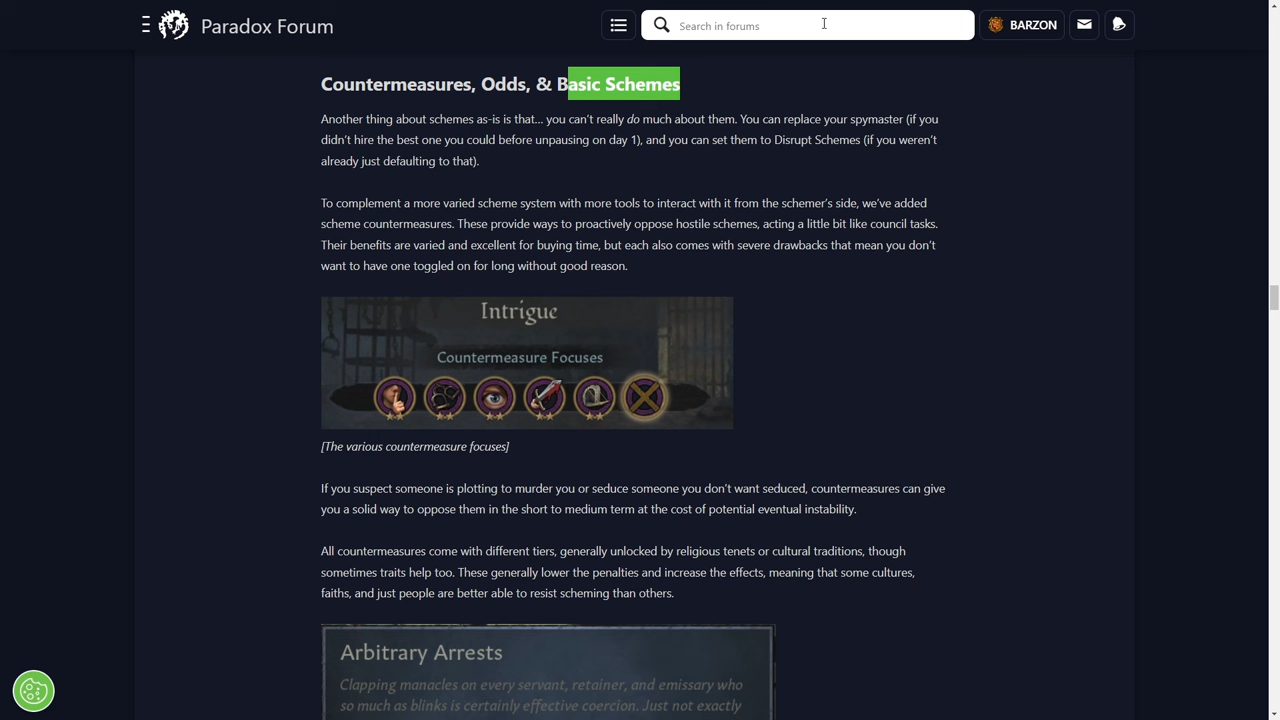 Paradox Forum
Search in forums
BARZON
Countermeasures, Odds, & Basic Schemes
Another thing about schemes as-is is that... you can't really do much about them. You can replace your spymaster (if you
didn't hire the best one you could before unpausing on day 1), and you can set them to Disrupt Schemes (if you weren't
already just defaulting to that).
To complement a more varied scheme system with more tools to interact with it from the schemer's side, we've added
scheme countermeasures. These provide ways to proactively oppose hostile schemes, acting a little bit like council tasks.
Their benefits are varied and excellent for buying time, but each also comes with severe drawbacks that mean you don't
want to have one toggled on for long without good reason.
Intrigue
Countermeasure Focuses
[The various countermeasure focuses]
If you suspect someone is plotting to murder you or seduce someone you don't want seduced, countermeasures can give
you a solid way to oppose them in the short to medium term at the cost of potential eventual instability.
All countermeasures come with different tiers, generally unlocked by religious tenets or cultural traditions, though
sometimes traits help too. These generally lower the penalties and increase the effects, meaning that some cultures,
faiths, and just people are better able to resist scheming than others.
Arbitrary Arrests
Clapping manacles on every servant, retainer, and emissary who
so much as blinks is certainly effective coercion. Just not exactly